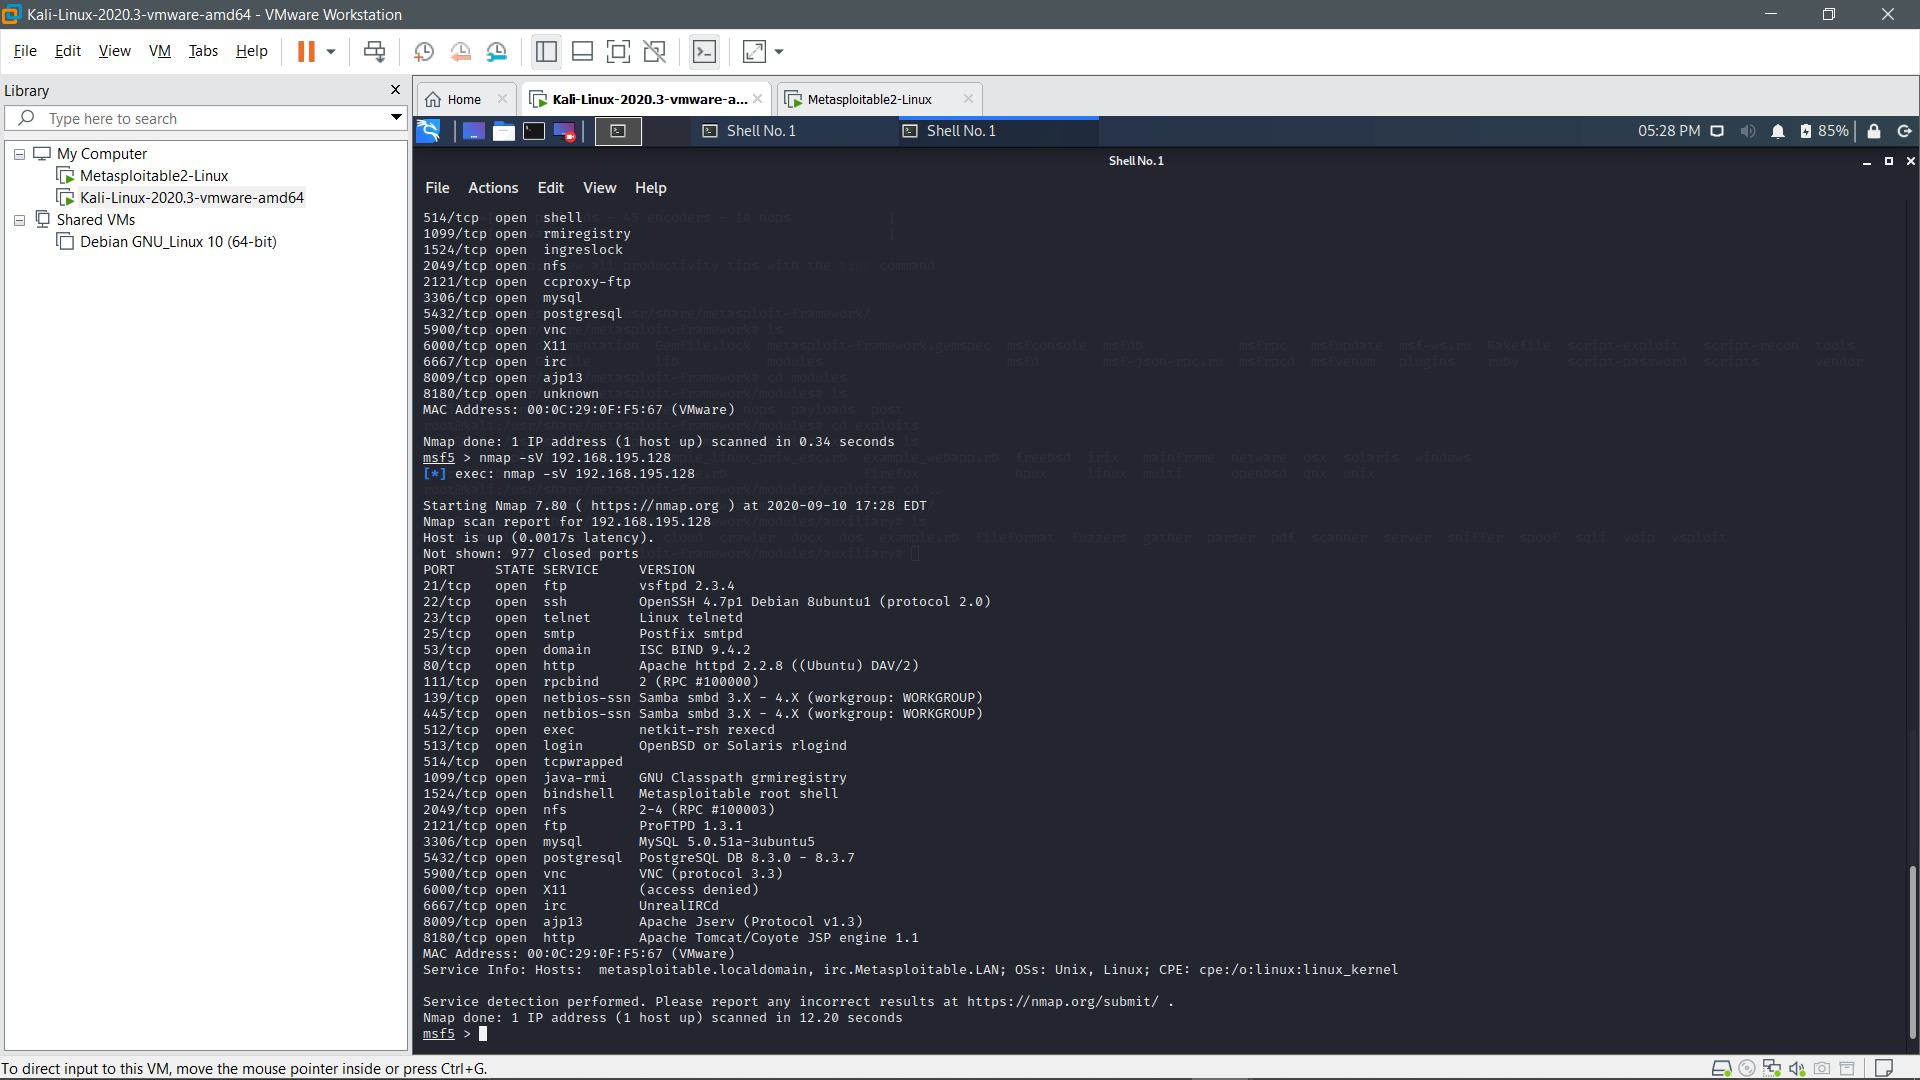 Kali-Linux-2020.3-vmware-amd64 - VMware Workstation
File Edit View VM Tabs Help
Library
Type here to search
My Computer
Metasploitable2-Linux
Kali-Linux-2020.3-vmware-amd64
Shared VMs
Debian GNU_Linux 10 (64-bit)
Home
Kali-Linux-2020.3-vmware-a...
Metasploitable2-Linux
Shell No. 1
Shell No. 1
05:28 PM
85%
Shell No. 1
File Actions Edit View Help
514/tcp open shell
1099/tcp open rmiregistry
1524/tcp open ingreslock
2049/tcp open nfs
2121/tcp open ccproxy-ftp
3306/tcp open mysql
5432/tcp open postgresql
5900/tcp open vnc
6000/tcp open X11
6667/tcp open irc
8009/tcp open ajp13
8180/tcp open unknown
MAC Address: 00:0C:29:0F:F5:67 (VMware)
Nmap done: 1 IP address (1 host up) scanned in 0.34 seconds
msf5 > nmap -sV 192.168.195.128
[*] exec: nmap -sV 192.168.195.128
Starting Nmap 7.80 ( https://nmap.org ) at 2020-09-10 17:28 EDT
Nmap scan report for 192.168.195.128
Host is up (0.0017s latency).
Not shown: 977 closed ports
PORT STATE SERVICE VERSION
21/tcp open ftp vsftpd 2.3.4
22/tcp open ssh OpenSSH 4.7p1 Debian 8ubuntu1 (protocol 2.0)
23/tcp open telnet Linux telnetd
25/tcp open smtp Postfix smtpd
53/tcp open domain ISC BIND 9.4.2
80/tcp open http Apache httpd 2.2.8 ((Ubuntu) DAV/2)
111/tcp open rpcbind 2 (RPC #100000)
139/tcp open netbios-ssn Samba smbd 3.X - 4.X (workgroup: WORKGROUP)
445/tcp open netbios-ssn Samba smbd 3.X - 4.X (workgroup: WORKGROUP)
512/tcp open exec netkit-rsh rexecd
513/tcp open login OpenBSD or Solaris rlogind
514/tcp open tcpwrapped
1099/tcp open java-rmi GNU Classpath grmiregistry
1524/tcp open bindshell Metasploitable root shell
2049/tcp open nfs 2-4 (RPC #100003)
2121/tcp open ftp ProFTPD 1.3.1
3306/tcp open mysql MySQL 5.0.51a-3ubuntu5
5432/tcp open postgresql PostgreSQL DB 8.3.0 - 8.3.7
5900/tcp open vnc VNC (protocol 3.3)
6000/tcp open X11 (access denied)
6667/tcp open irc UnrealIRCd
8009/tcp open ajp13 Apache Jserv (Protocol v1.3)
8180/tcp open http Apache Tomcat/Coyote JSP engine 1.1
MAC Address: 00:0C:29:0F:F5:67 (VMware)
Service Info: Hosts: metasploitable.localdomain, irc.Metasploitable.LAN; OSs: Unix, Linux; CPE: cpe:/o:linux:linux_kernel
Service detection performed. Please report any incorrect results at https://nmap.org/submit/ .
Nmap done: 1 IP address (1 host up) scanned in 12.20 seconds
msf5 >
To direct input to this VM, move the mouse pointer inside or press Ctrl+G.